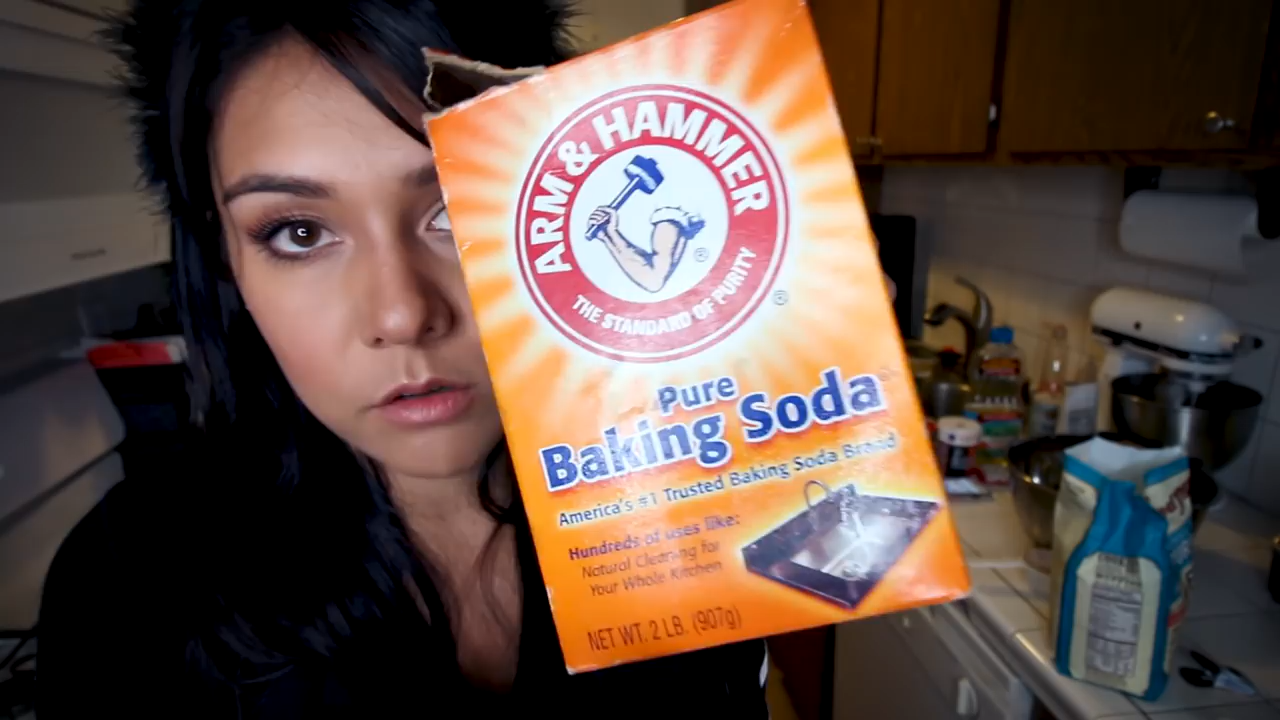 ARM & HAMMER
THE STANDARD OF PURITY
Pure
Baking Soda
America's #1 Trusted Baking Soda Brand
Hundreds of uses like:
Natural Cleaning for
Your Whole Kitchen
NET WT. 2 LB. (907g)